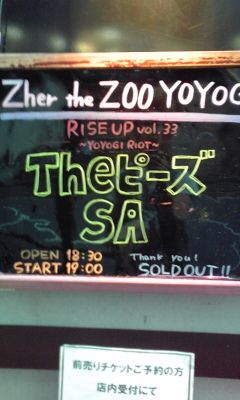 Zher the ZOO YOYOG
RISE UP vol.33
~YOYOGI RIOT~
Theピーズ
SA
OPEN 18:30
START 19:00
Thank you!
SOLD OUT!!
前売りチケットご予約の方
店内受付にて